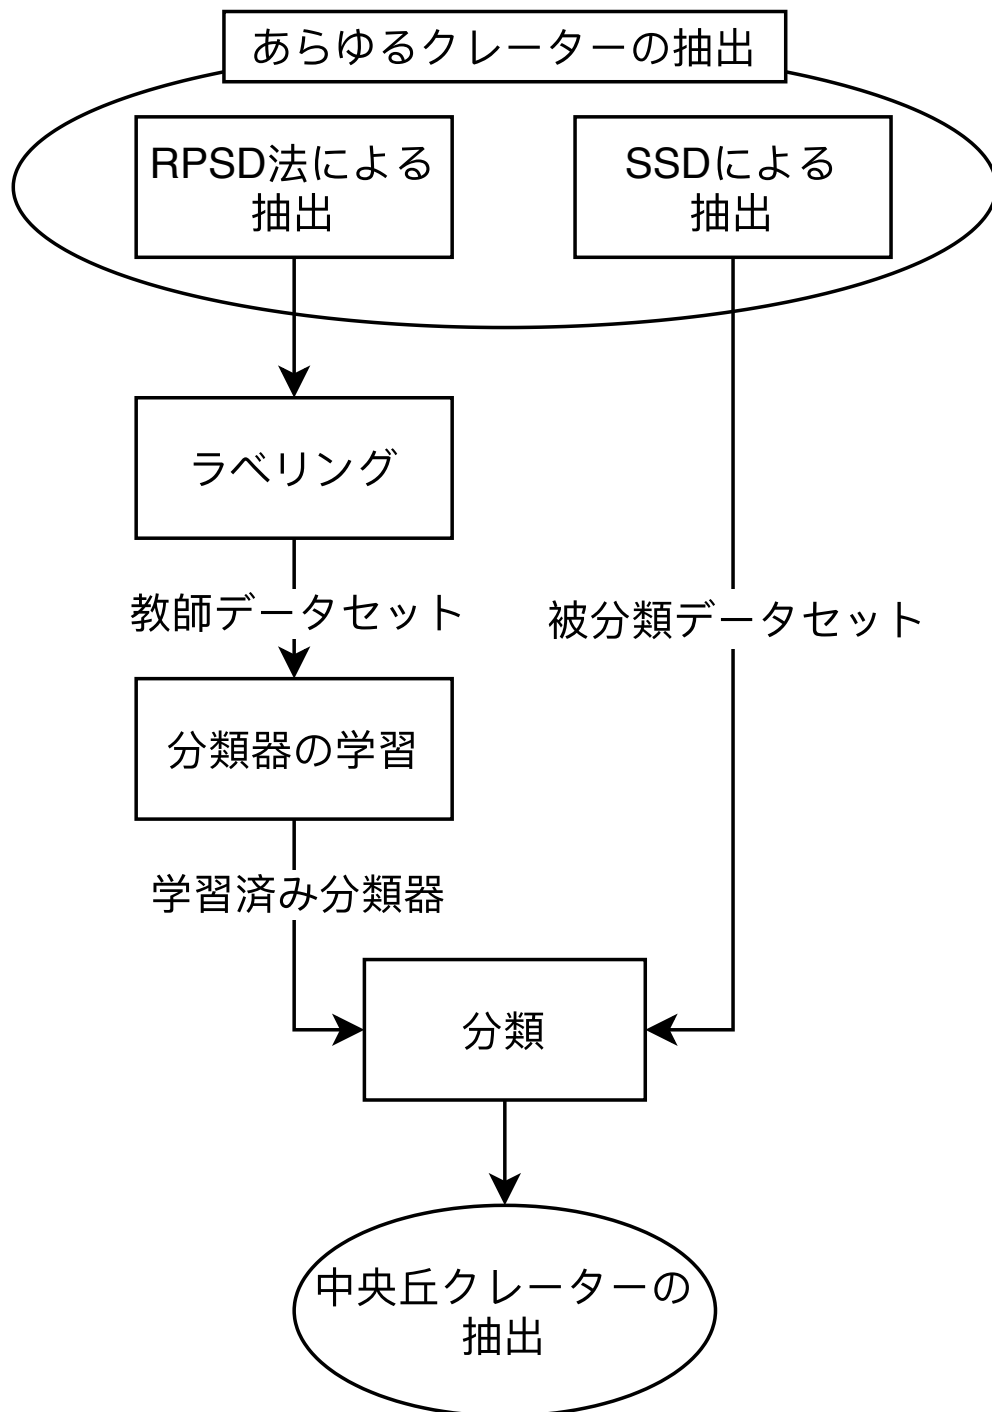 あらゆるクレーターの抽出
RPSD法による
抽出
SSDによる
抽出
ラベリング
教師データセット
被分類データセット
分類器の学習
学習済み分類器
分類
中央丘クレーターの
抽出